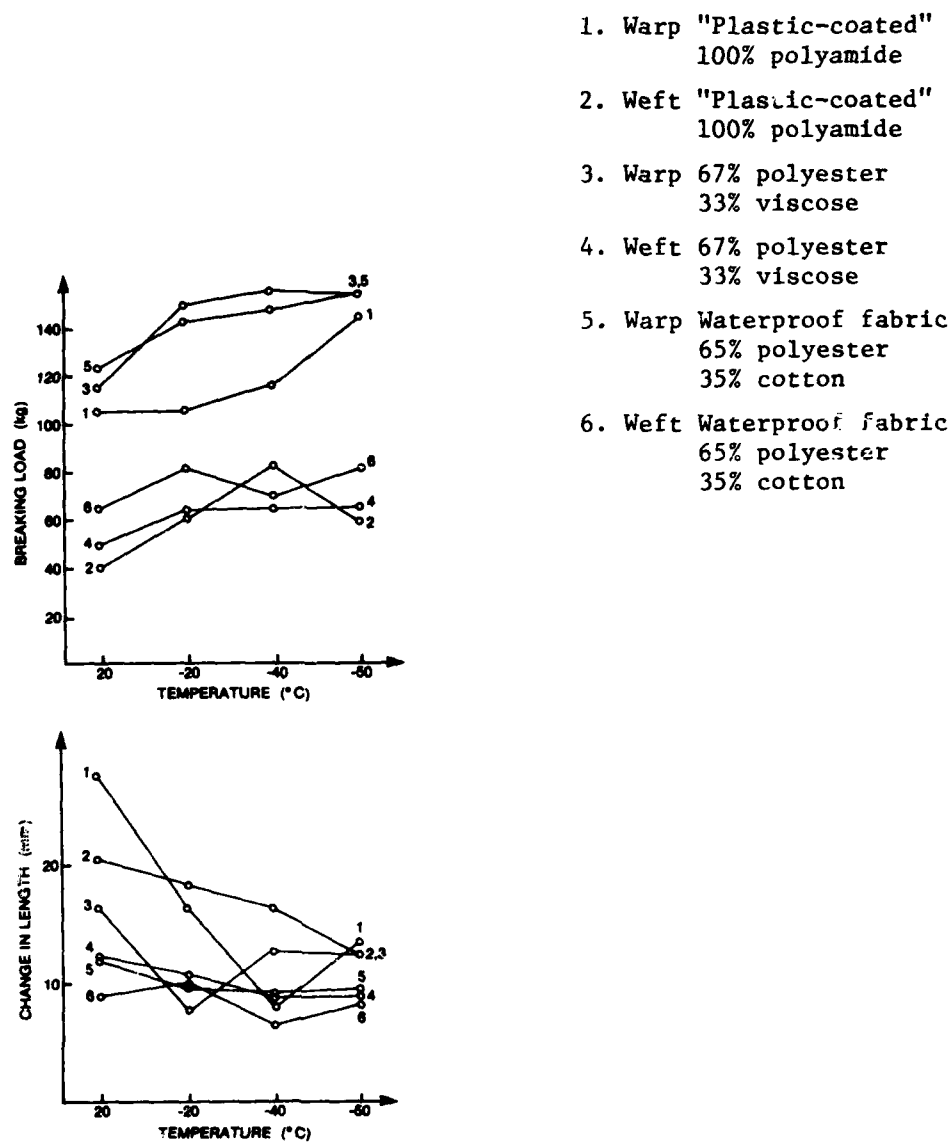 1. Warp "Plastic-coated"
100% polyamide
2. Weft "Plastic-coated"
100% polyamide
3. Warp 67% polyester
33% viscose
4. Weft 67% polyester
33% viscose
5. Warp Waterproof fabric
65% polyester
35% cotton
6. Weft Waterproof fabric
65% polyester
35% cotton
3,5
140
1
5
120
3
1
100
80
6
6
4
60
4
2
2
40
20
20 -20 -40 -60
BREAKING LOAD (kg)
TEMPERATURE (°C)
1
2
20
3
1
4
2,3
5
5
10
4
6
6
20 -20 -40 -60
CHANGE IN LENGTH (mm)
TEMPERATURE (°C)